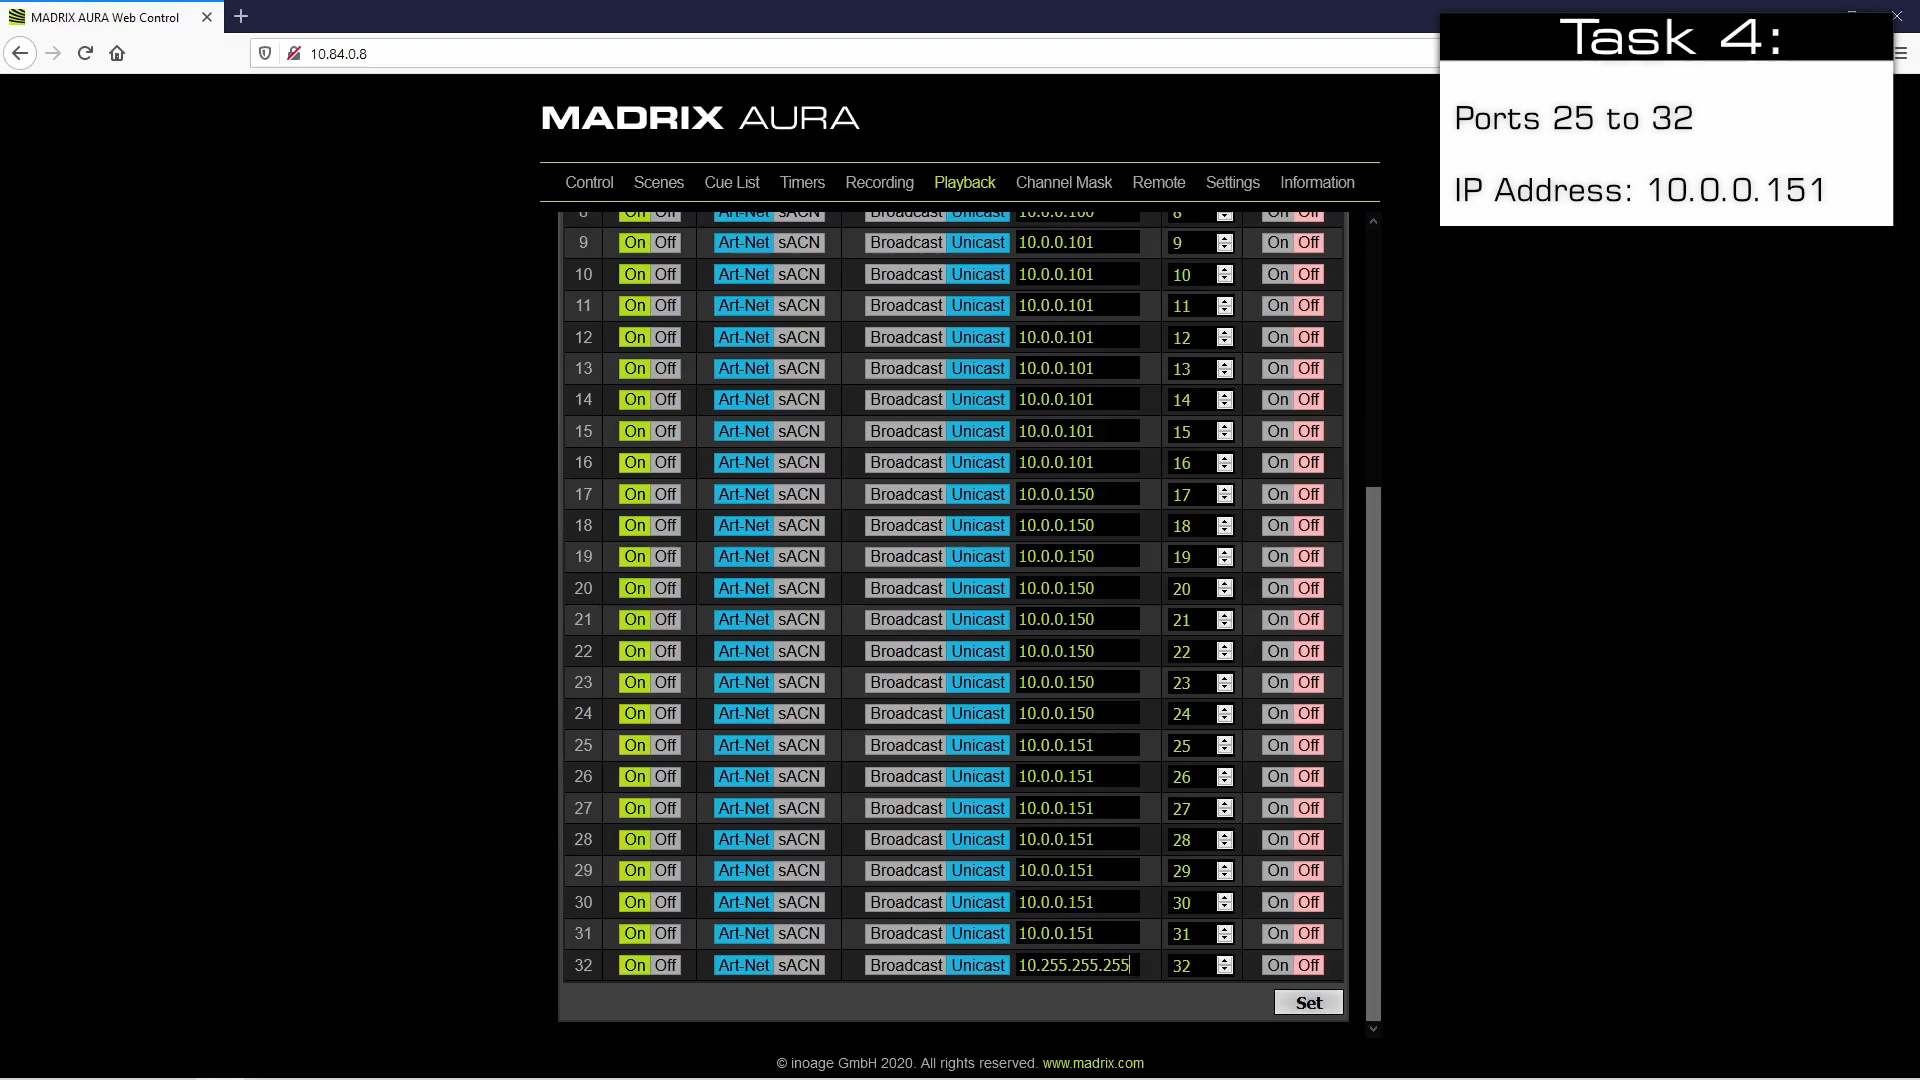 MADRIX AURA Web Control
10.84.0.8
Task 4:
Ports 25 to 32
IP Address: 10.0.0.151
MADRIX AURA
Control Scenes Cue List Timers Recording Playback Channel Mask Remote Settings Information
8 On Off Art-Net sACN Broadcast Unicast 10.0.0.100 8 On Off
9 On Off Art-Net sACN Broadcast Unicast 10.0.0.101 9 On Off
10 On Off Art-Net sACN Broadcast Unicast 10.0.0.101 10 On Off
11 On Off Art-Net sACN Broadcast Unicast 10.0.0.101 11 On Off
12 On Off Art-Net sACN Broadcast Unicast 10.0.0.101 12 On Off
13 On Off Art-Net sACN Broadcast Unicast 10.0.0.101 13 On Off
14 On Off Art-Net sACN Broadcast Unicast 10.0.0.101 14 On Off
15 On Off Art-Net sACN Broadcast Unicast 10.0.0.101 15 On Off
16 On Off Art-Net sACN Broadcast Unicast 10.0.0.101 16 On Off
17 On Off Art-Net sACN Broadcast Unicast 10.0.0.150 17 On Off
18 On Off Art-Net sACN Broadcast Unicast 10.0.0.150 18 On Off
19 On Off Art-Net sACN Broadcast Unicast 10.0.0.150 19 On Off
20 On Off Art-Net sACN Broadcast Unicast 10.0.0.150 20 On Off
21 On Off Art-Net sACN Broadcast Unicast 10.0.0.150 21 On Off
22 On Off Art-Net sACN Broadcast Unicast 10.0.0.150 22 On Off
23 On Off Art-Net sACN Broadcast Unicast 10.0.0.150 23 On Off
24 On Off Art-Net sACN Broadcast Unicast 10.0.0.150 24 On Off
25 On Off Art-Net sACN Broadcast Unicast 10.0.0.151 25 On Off
26 On Off Art-Net sACN Broadcast Unicast 10.0.0.151 26 On Off
27 On Off Art-Net sACN Broadcast Unicast 10.0.0.151 27 On Off
28 On Off Art-Net sACN Broadcast Unicast 10.0.0.151 28 On Off
29 On Off Art-Net sACN Broadcast Unicast 10.0.0.151 29 On Off
30 On Off Art-Net sACN Broadcast Unicast 10.0.0.151 30 On Off
31 On Off Art-Net sACN Broadcast Unicast 10.0.0.151 31 On Off
32 On Off Art-Net sACN Broadcast Unicast 10.255.255.255 32 On Off
Set
© inoage GmbH 2020. All rights reserved. www.madrix.com